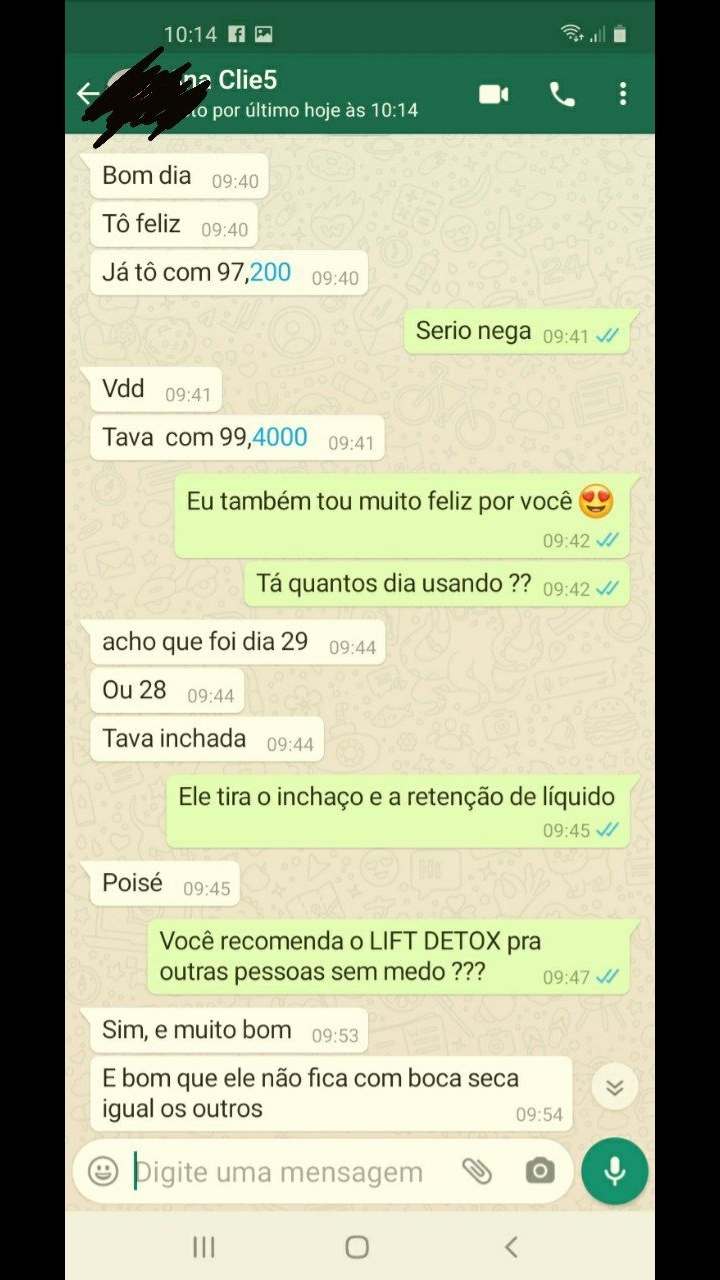 10:14
na Clie5
to por último hoje às 10:14
Bom dia 09:40
Tô feliz 09:40
Já tô com 97,200 09:40
Serio nega 09:41
Vdd 09:41
Tava com 99,4000 09:41
Eu também tou muito feliz por você
09:42
Tá quantos dia usando ?? 09:42
acho que foi dia 29 09:44
Ou 28 09:44
Tava inchada 09:44
Ele tira o inchaço e a retenção de líquido
09:45
Poisé 09:45
Você recomenda o LIFT DETOX pra
outras pessoas sem medo ??? 09:47
Sim, e muito bom 09:53
E bom que ele não fica com boca seca
igual os outros 09:54
Digite uma mensagem